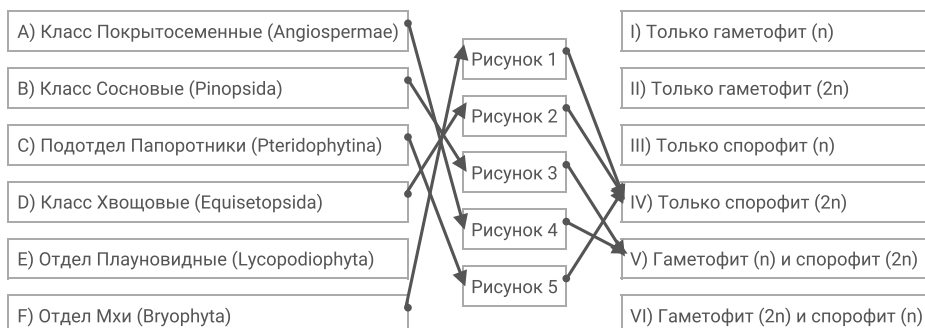 A) Класс Покрытосеменные (Angiospermae)
B) Класс Сосновые (Pinopsida)
C) Подотдел Папоротники (Pteridophytina)
D) Класс Хвощовые (Equisetopsida)
E) Отдел Плауновидные (Lycopodiophyta)
F) Отдел Мхи (Bryophyta)
Рисунок 1
Рисунок 2
Рисунок 3
Рисунок 4
Рисунок 5
I) Только гаметофит (n)
II) Только гаметофит (2n)
III) Только спорофит (n)
IV) Только спорофит (2n)
V) Гаметофит (n) и спорофит (2n)
VI) Гаметофит (2n) и спорофит (n)